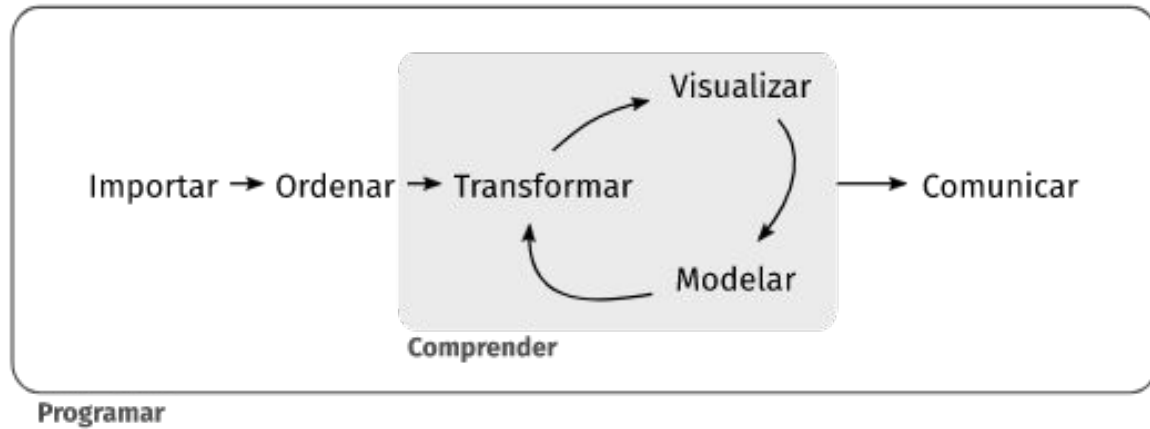 Visualizar
Importar Ordenar Transformar Comunicar
Modelar
Comprender
Programar